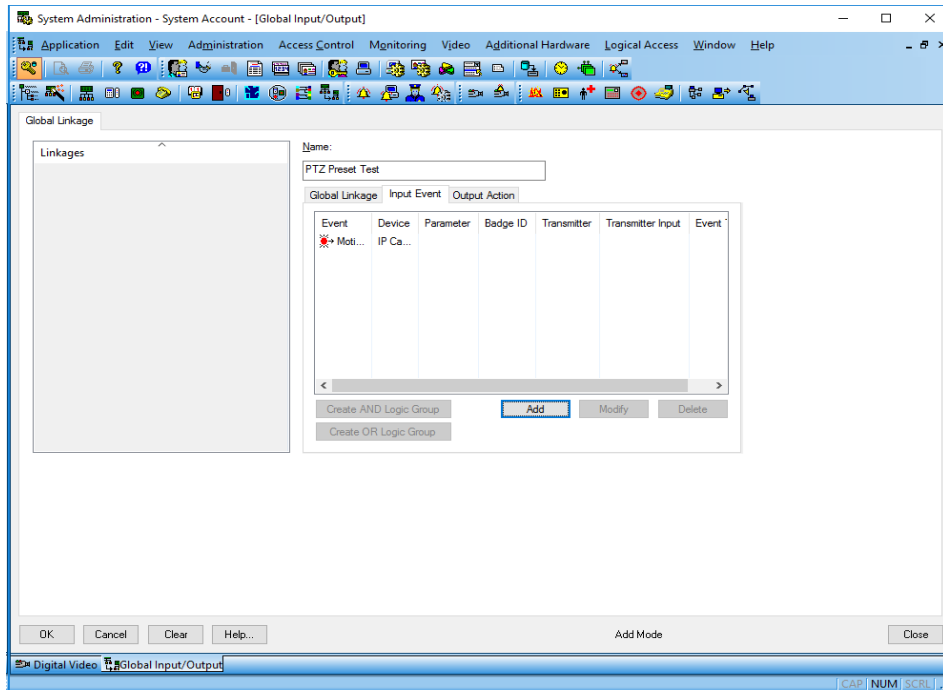 System Administration - System Account - [Global Input/Output]
Application Edit View Administration Access Control Monitoring Video Additional Hardware Logical Access Window Help
Global Linkage
Linkages
Name:
PTZ Preset Test
Global Linkage Input Event Output Action
Event Device Parameter Badge ID Transmitter Transmitter Input Event
Moti... IP Ca...
Create AND Logic Group Add Modify Delete
Create OR Logic Group
OK Cancel Clear Help... Add Mode Close
Digital Video Global Input/Output
CAP NUM SCRL